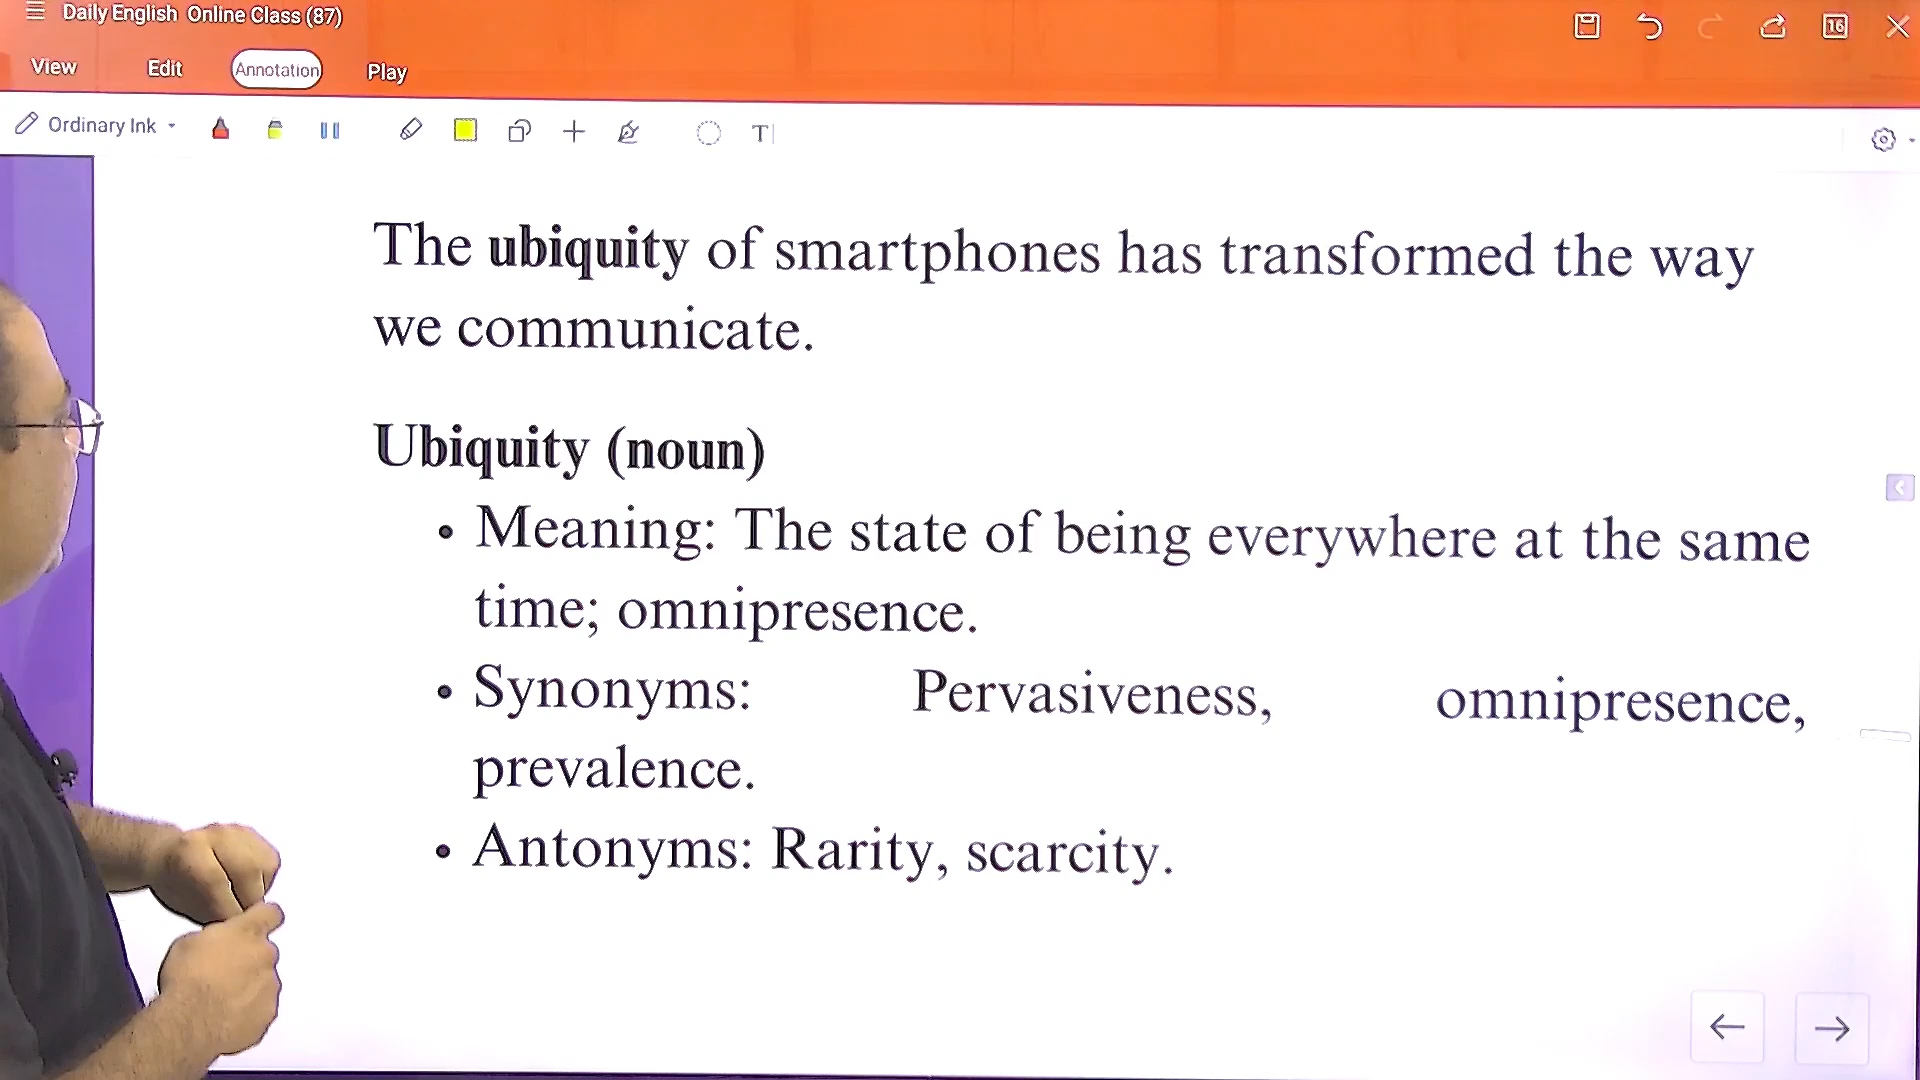 Daily English Online Class (87)
16
View Edit Annotation Play
Ordinary Ink
T
The ubiquity of smartphones has transformed the way
we communicate.
Ubiquity (noun)
• Meaning: The state of being everywhere at the same
time; omnipresence.
• Synonyms: Pervasiveness, omnipresence,
prevalence.
• Antonyms: Rarity, scarcity.